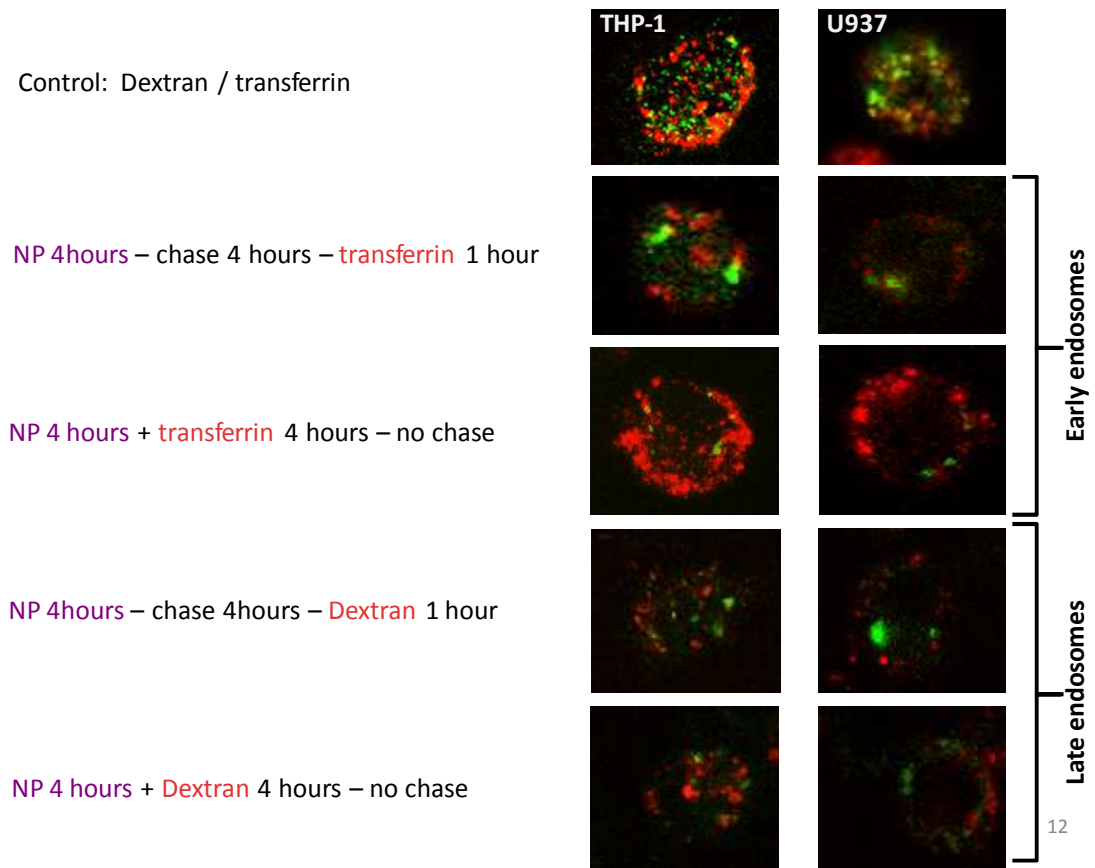 THP-1
U937
Control: Dextran / transferrin
NP 4hours – chase 4 hours – transferrin 1 hour
NP 4 hours + transferrin 4 hours – no chase
Early endosomes
NP 4hours – chase 4hours – Dextran 1 hour
NP 4 hours + Dextran 4 hours – no chase
Late endosomes
12